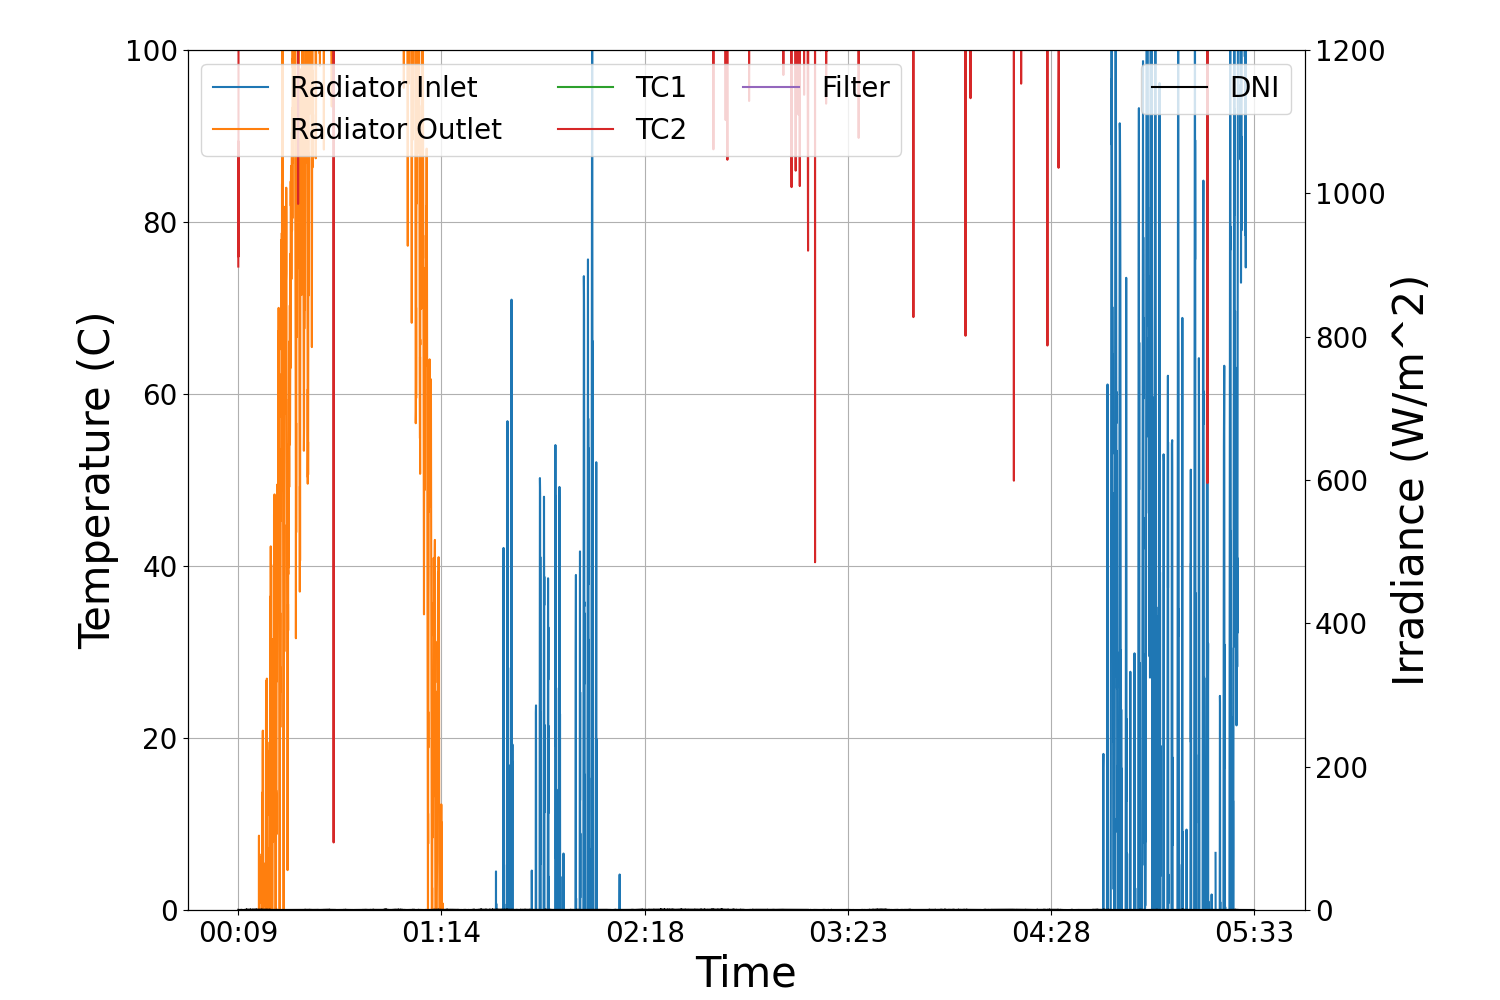 100
80
60
40
20
0
Temperature (C)
Radiator Inlet
Radiator Outlet
TC1
TC2
Filter
DNI
1200
1000
800
600
400
200
0
Irradiance (W/m^2)
00:09 01:14 02:18 03:23 04:28 05:33
Time